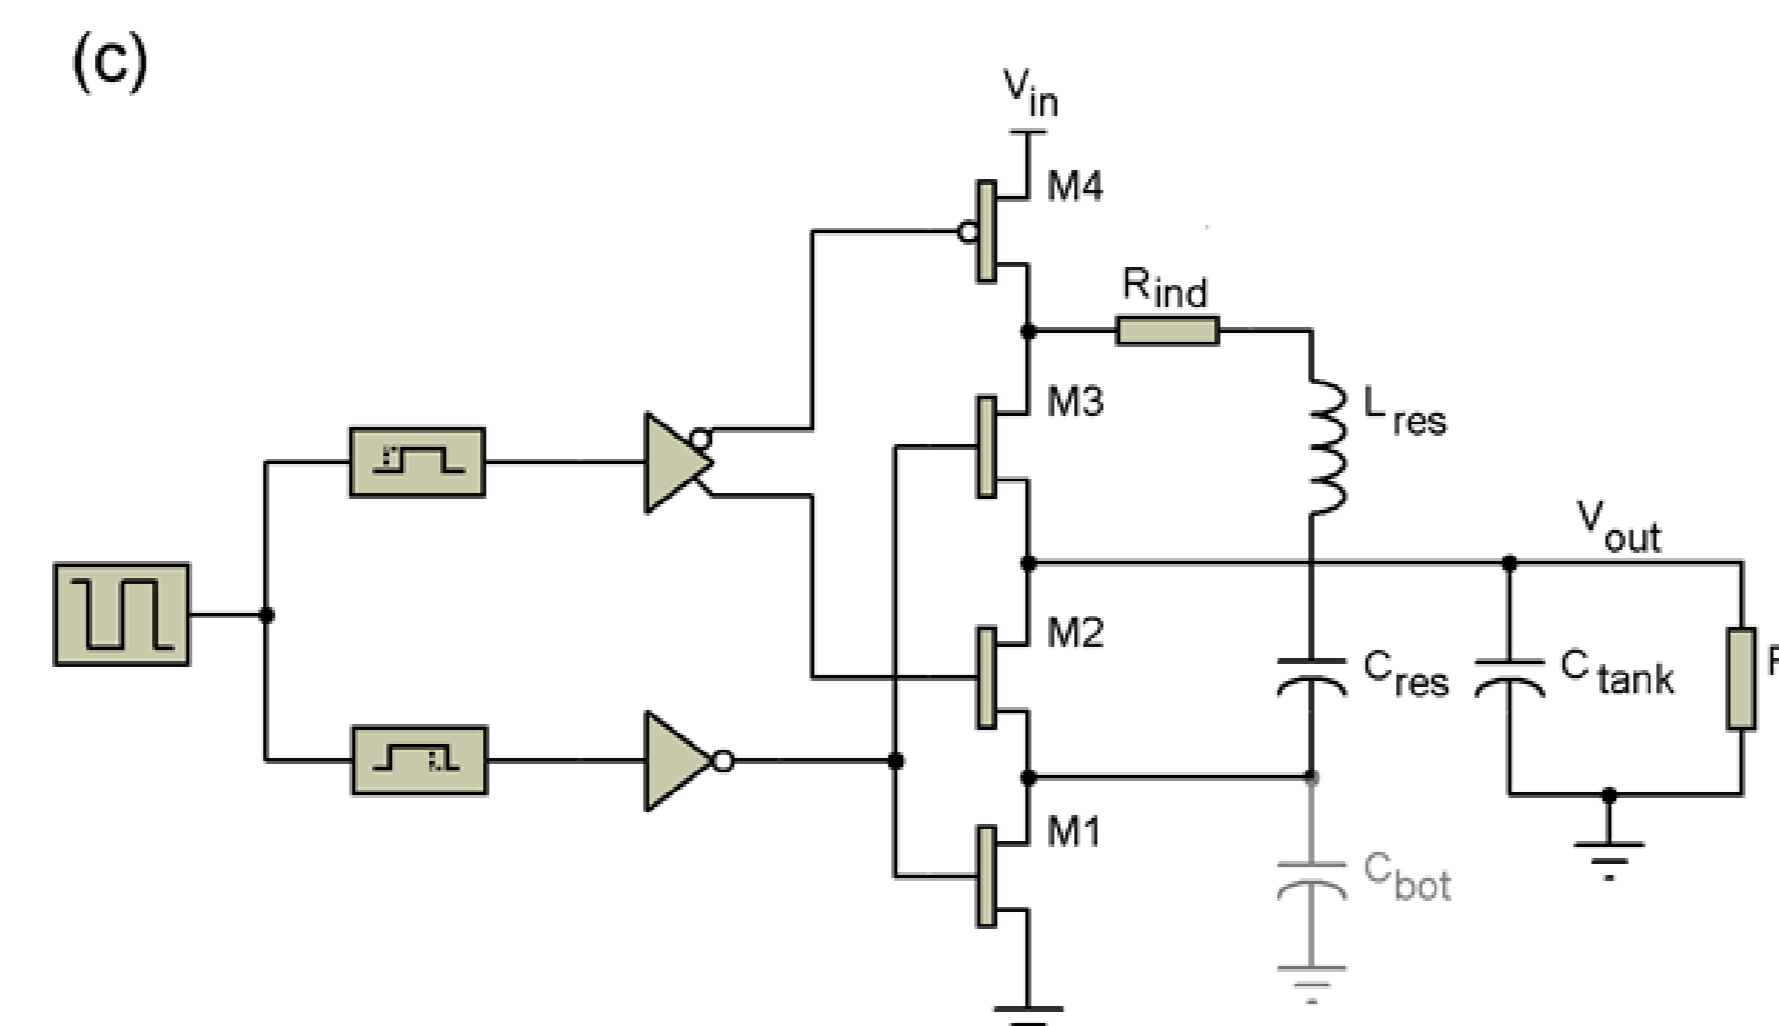 (c)
Vin
M4
Rind
M3
Lres
Vout
M2
Cres
Ctank
M1
Cbot